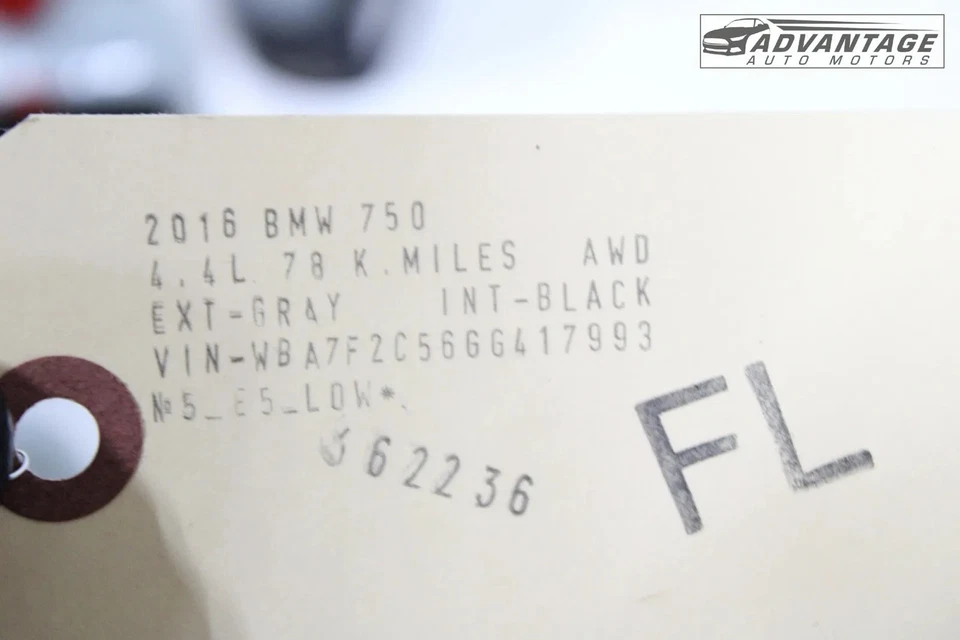 ADVANTAGE
AUTO MOTORS
2016 BMW 750
4.4L 78 K.MILES AWD
EXT-GRAY INT-BLACK
VIN-WBA7F2C56GG417993
№5_E5_LOW*.
362236
FL